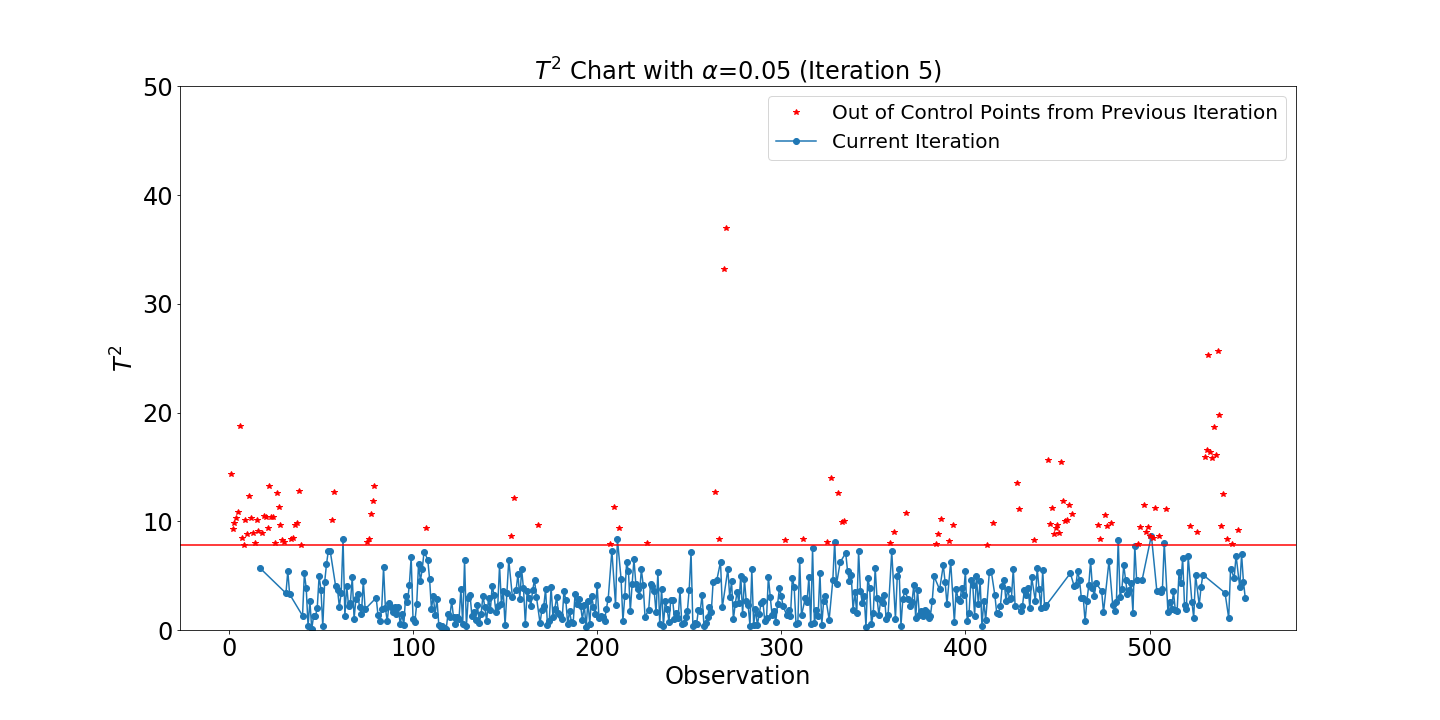 T² Chart with α=0.05 (Iteration 5)
Out of Control Points from Previous Iteration
Current Iteration
50
40
30
20
10
0
T²
0 100 200 300 400 500
Observation